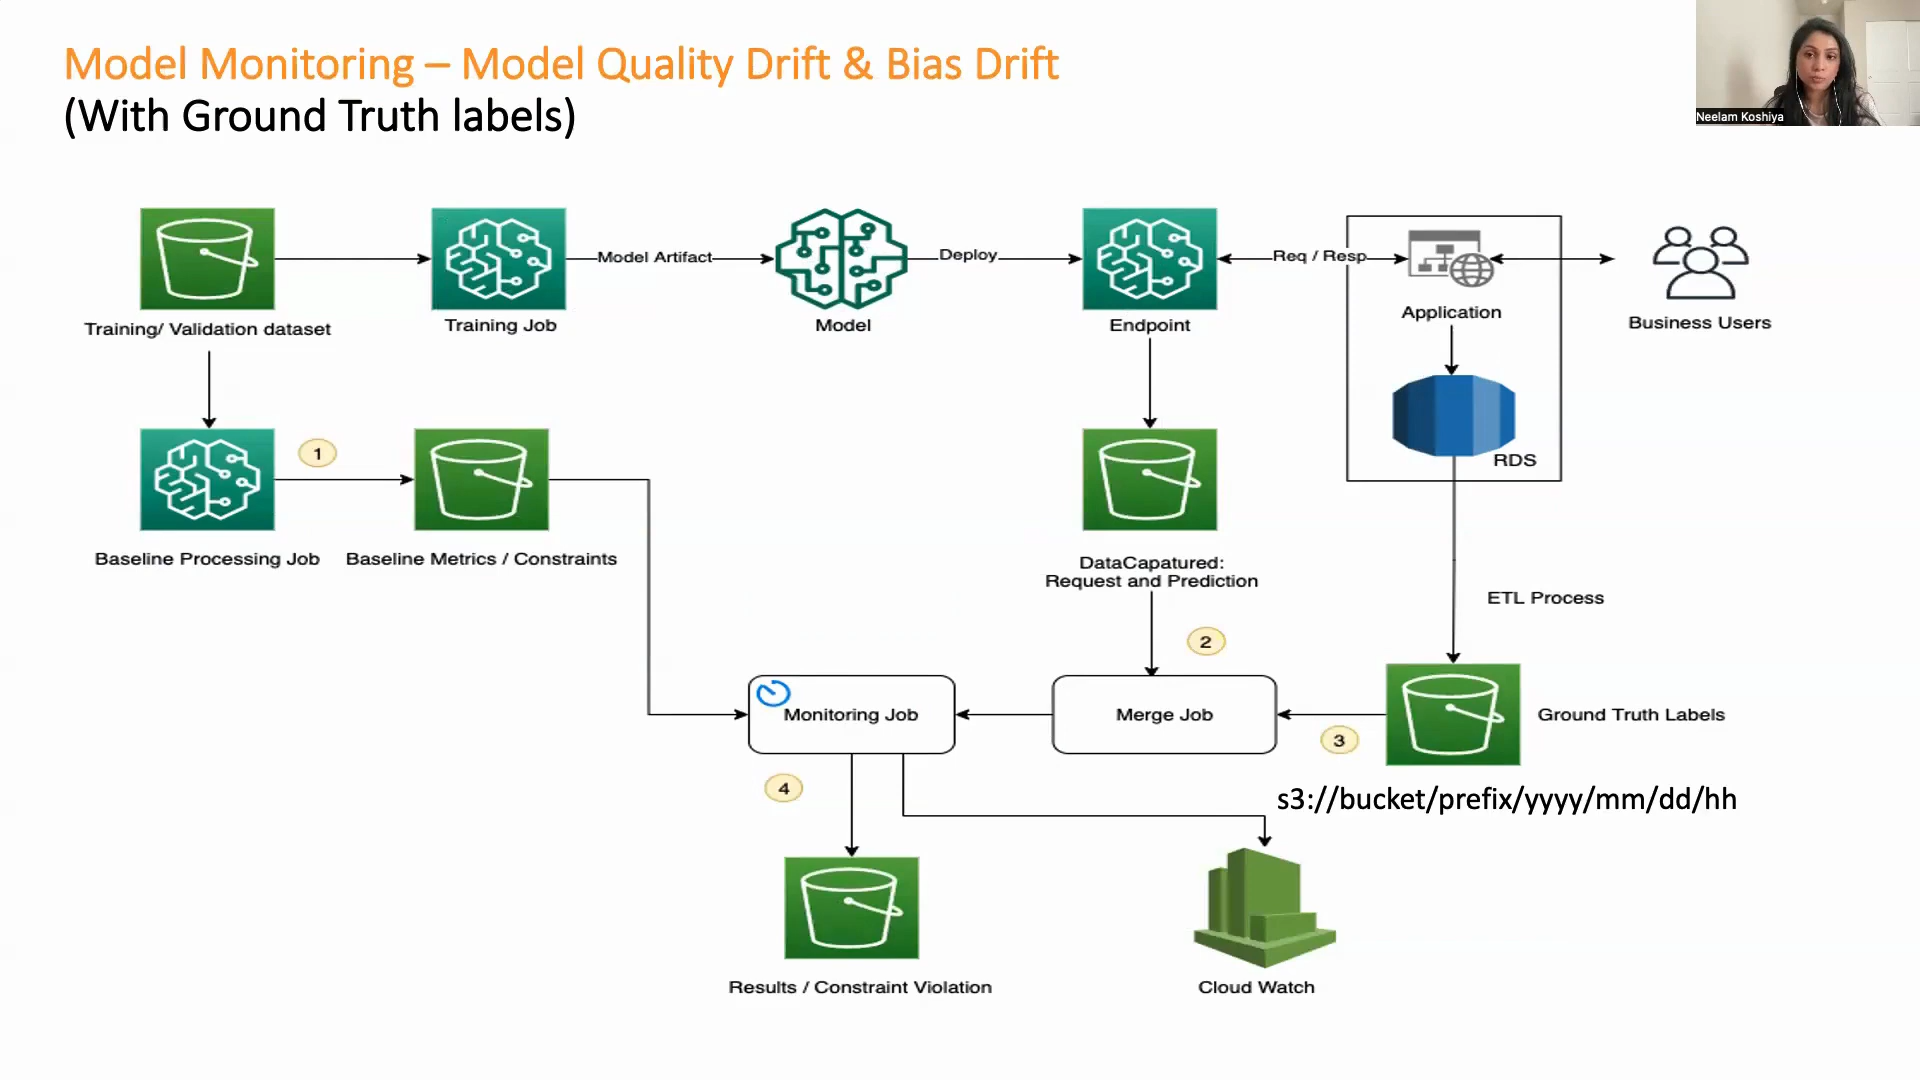 Model Monitoring – Model Quality Drift & Bias Drift
(With Ground Truth labels)
Neelam Koshiya
Model Artifact
Deploy
Req / Resp
Training/ Validation dataset
Training Job
Model
Endpoint
Application
Business Users
RDS
1
Baseline Processing Job
Baseline Metrics / Constraints
DataCapatured:
Request and Prediction
ETL Process
2
Monitoring Job
Merge Job
Ground Truth Labels
3
4
s3://bucket/prefix/yyyy/mm/dd/hh
Results / Constraint Violation
Cloud Watch